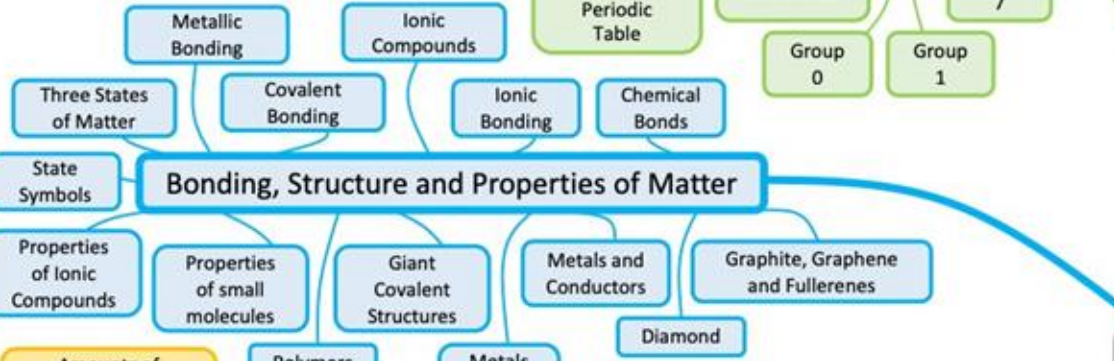 Metallic
Bonding
Ionic
Compounds
Periodic
Table
Group
0
Group
1
Three States
of Matter
Covalent
Bonding
Ionic
Bonding
Chemical
Bonds
State
Symbols
Bonding, Structure and Properties of Matter
Properties
of Ionic
Compounds
Properties
of small
molecules
Giant
Covalent
Structures
Metals and
Conductors
Graphite, Graphene
and Fullerenes
Diamond
Polymers
Metals